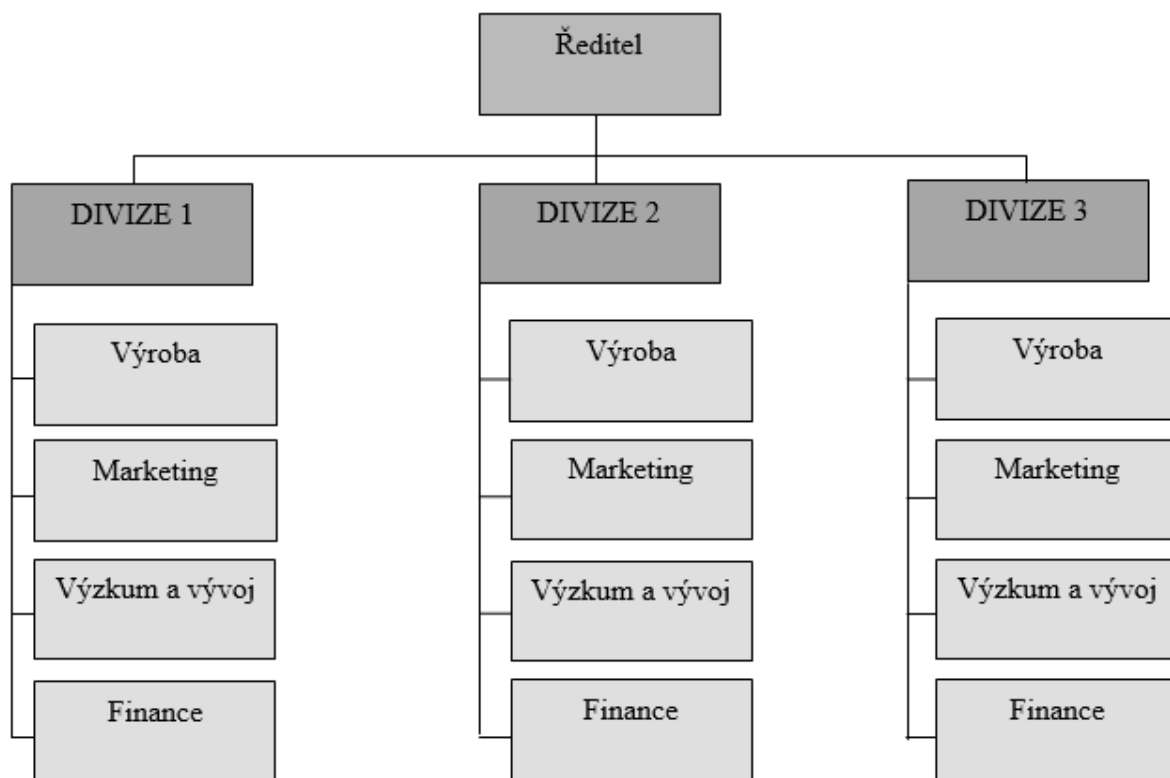 Ředitel
DIVIZE 1
Výroba
Marketing
Výzkum a vývoj
Finance
DIVIZE 2
Výroba
Marketing
Výzkum a vývoj
Finance
DIVIZE 3
Výroba
Marketing
Výzkum a vývoj
Finance